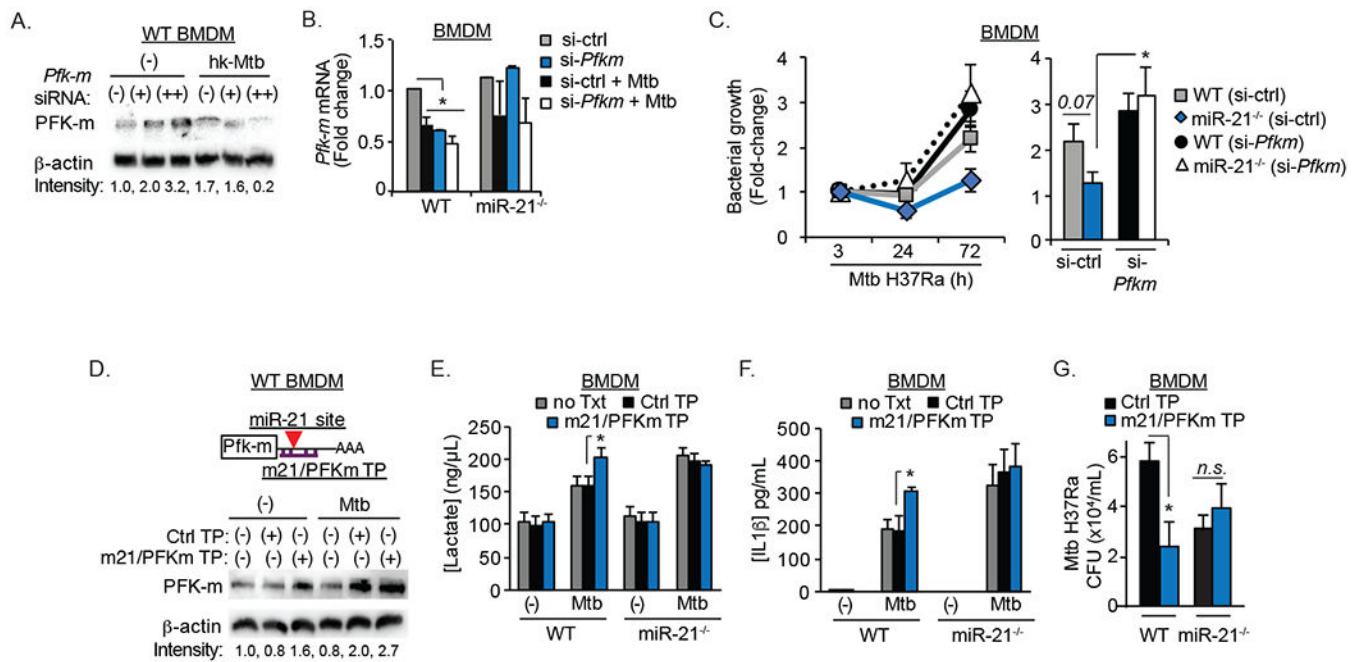 A.
WT BMDM
(-) hk-Mtb
Pfk-m
siRNA: (-) (+) (++) (-) (+) (++)
PFK-m
β-actin
Intensity: 1.0, 2.0 3.2, 1.7, 1.6, 0.2
B.
BMDM
si-ctrl
si-Pfkm
si-ctrl + Mtb
si-Pfkm + Mtb
Pfk-m mRNA
(Fold change)
1.5
1.0
0.5
0
*
WT miR-21-/-
C.
BMDM
Bacterial growth
(Fold-change)
4
3
2
1
0
3 24 72
Mtb H37Ra (h)
4
3
2
1
0
0.07
*
si-ctrl si-
Pfkm
WT (si-ctrl)
miR-21-/- (si-ctrl)
WT (si-Pfkm)
miR-21-/- (si-Pfkm)
D.
WT BMDM
miR-21 site
Pfk-m AAA
m21/PFKm TP
(-) Mtb
Ctrl TP: (-) (+) (-) (-) (+) (-)
m21/PFKm TP: (-) (-) (+) (-) (-) (+)
PFK-m
β-actin
Intensity: 1.0, 0.8 1.6, 0.8, 2.0, 2.7
E.
BMDM
no Txt Ctrl TP
m21/PFKm TP
[Lactate] (ng/μL)
250
200
150
100
50
0
*
(-) Mtb (-) Mtb
WT miR-21-/-
F.
BMDM
no Txt Ctrl TP
m21/PFKm TP
[IL1β] pg/mL
500
400
300
200
100
0
*
(-) Mtb (-) Mtb
WT miR-21-/-
G.
BMDM
Ctrl TP
m21/PFKm TP
Mtb H37Ra
CFU (x10⁴/mL)
6
4
2
0
*
n.s.
WT miR-21-/-